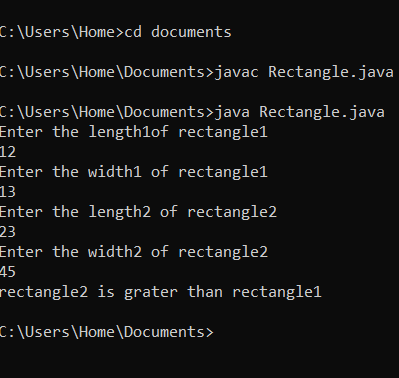 C:\Users\Home>cd documents
C:\Users\Home\Documents>javac Rectangle.java
C:\Users\Home\Documents>java Rectangle.java
Enter the length1of rectangle1
12
Enter the width1 of rectangle1
13
Enter the length2 of rectangle2
23
Enter the width2 of rectangle2
45
rectangle2 is grater than rectangle1
C:\Users\Home\Documents>